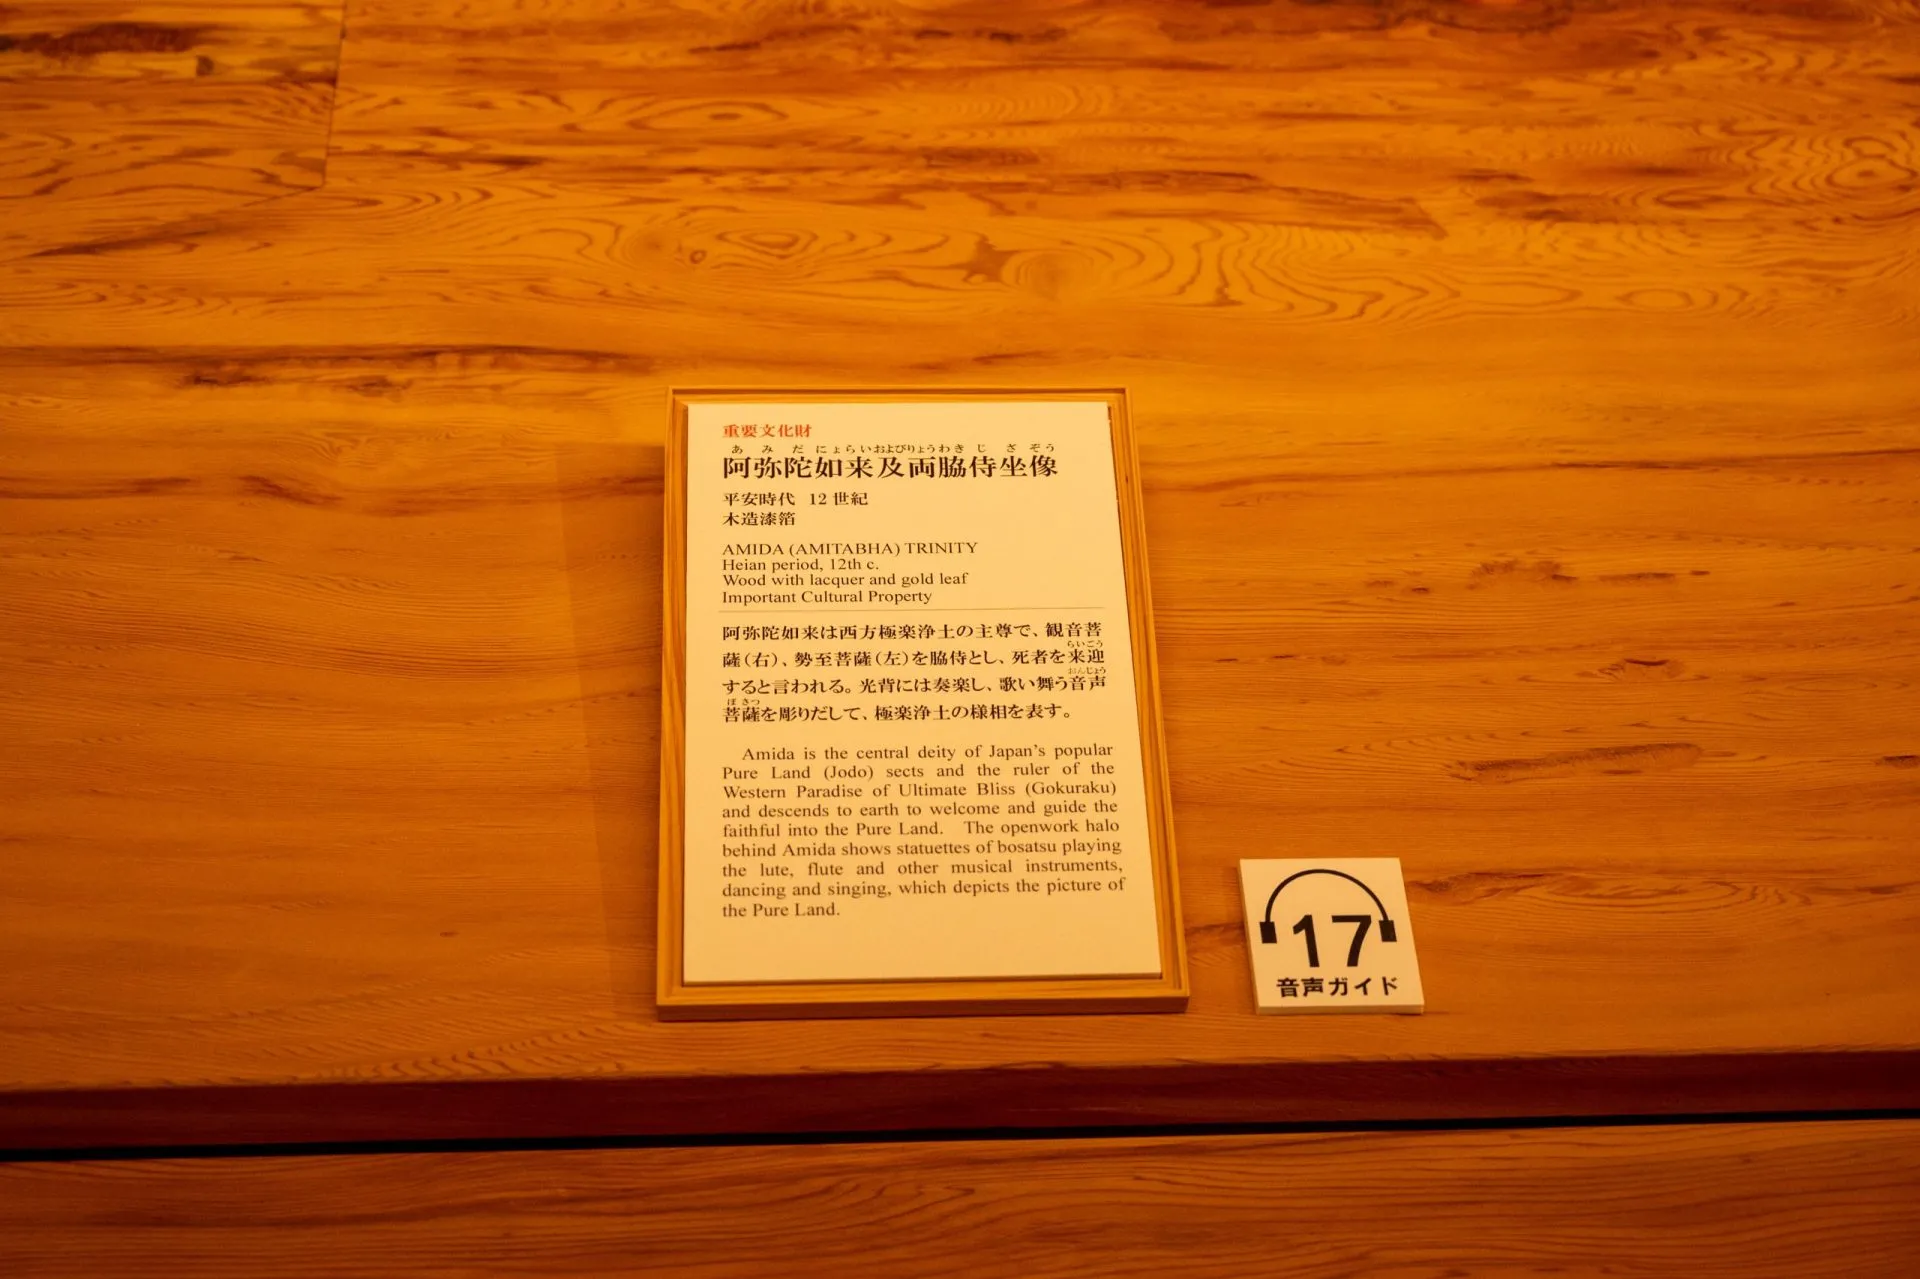 重要文化財
あみだにょらいおよびりょうわきじざぞう
阿弥陀如来及両脇侍坐像
平安時代 12世紀
木造漆箔
AMIDA (AMITABHA) TRINITY
Heian period, 12th c.
Wood with lacquer and gold leaf
Important Cultural Property
阿弥陀如来は西方極楽浄土の主尊で、観音菩
らいごう
薩(右)、勢至菩薩(左)を脇侍とし、死者を来迎
おんじょう
すると言われる。光背には奏楽し、歌い舞う音声
ぼさつ
菩薩を彫りだして、極楽浄土の様相を表す。
Amida is the central deity of Japan's popular
Pure Land (Jodo) sects and the ruler of the
Western Paradise of Ultimate Bliss (Gokuraku)
and descends to earth to welcome and guide the
faithful into the Pure Land. The openwork halo
behind Amida shows statuettes of bosatsu playing
the lute, flute and other musical instruments,
dancing and singing, which depicts the picture of
the Pure Land.
17
音声ガイド